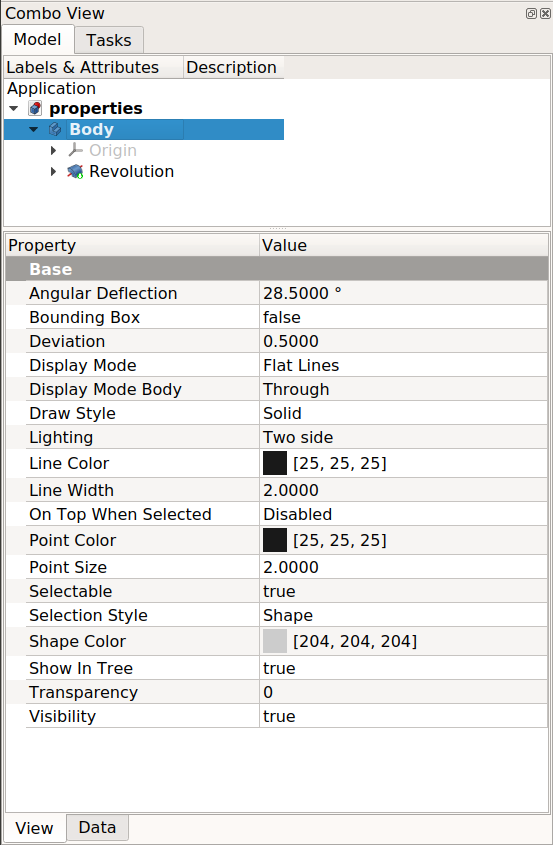 Combo View
Model Tasks
Labels & Attributes Description
Application
properties
Body
Origin
Revolution
Property Value
Base
Angular Deflection 28.5000 °
Bounding Box false
Deviation 0.5000
Display Mode Flat Lines
Display Mode Body Through
Draw Style Solid
Lighting Two side
Line Color [25, 25, 25]
Line Width 2.0000
On Top When Selected Disabled
Point Color [25, 25, 25]
Point Size 2.0000
Selectable true
Selection Style Shape
Shape Color [204, 204, 204]
Show In Tree true
Transparency 0
Visibility true
View Data